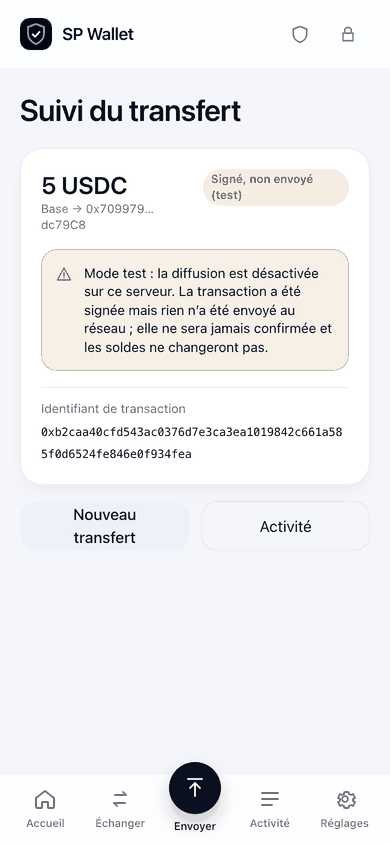 SP Wallet
Suivi du transfert
5 USDC
Signé, non envoyé
(test)
Base → 0x709979...
dc79C8
Mode test : la diffusion est désactivée
sur ce serveur. La transaction a été
signée mais rien n’a été envoyé au
réseau ; elle ne sera jamais confirmée et
les soldes ne changeront pas.
Identifiant de transaction
0xb2caa40cfd543ac0376d7e3ca3ea1019842c661a58
5f0d6524fe846e0f934fea
Nouveau
transfert
Activité
Accueil
Échanger
Envoyer
Activité
Réglages